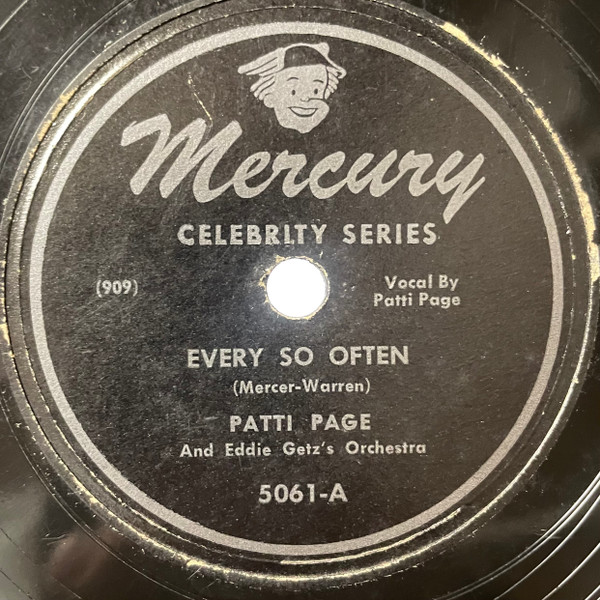 Mercury
CELEBRITY SERIES
(909)
Vocal By
Patti Page
EVERY SO OFTEN
(Mercer-Warren)
PATTI PAGE
And Eddie Getz's Orchestra
5061-A